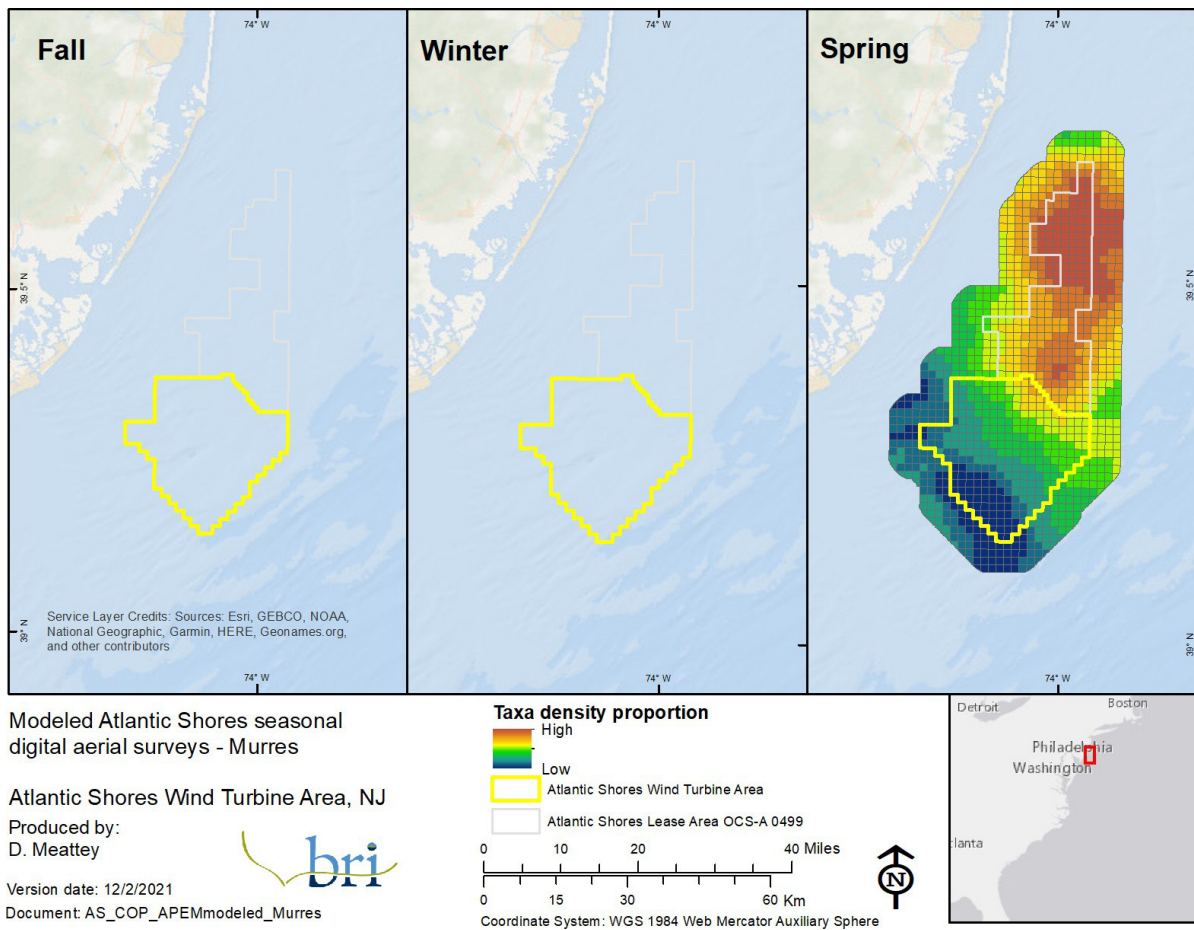 Fall
Winter
Spring
74° W
74° W
74° W
39.5° N
39.5° N
39.5° N
39° N
39° N
39° N
74° W
74° W
74° W
Service Layer Credits: Sources: Esri, GEBCO, NOAA,
National Geographic, Garmin, HERE, Geonames.org,
and other contributors
Modeled Atlantic Shores seasonal
digital aerial surveys - Murres
Atlantic Shores Wind Turbine Area, NJ
Produced by:
D. Meattey
bri
Version date: 12/2/2021
Document: AS_COP_APEMmodeled_Murres
Taxa density proportion
High
Low
Atlantic Shores Wind Turbine Area
Atlantic Shores Lease Area OCS-A 0499
0 10 20 40 Miles
0 15 30 60 Km
Coordinate System: WGS 1984 Web Mercator Auxiliary Sphere
N
Detroit
Boston
Philadelphia
Washington
tlanta